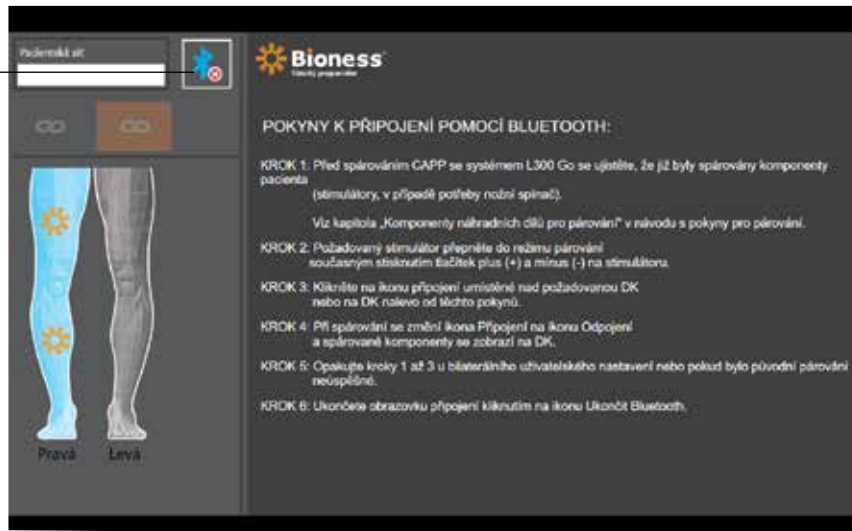 Pacientská síť
Bioness
POKYNY K PŘIPOJENÍ POMOCÍ BLUETOOTH:
KROK 1: Před spárováním CAPP se systémem L300 Go se ujistěte, že již byly spárovány komponenty
pacienta
(stimulátory, v případě potřeby nožní spínač).
Viz kapitola „Komponenty náhradních dílů pro párování" v návodu s pokyny pro párování.
KROK 2: Požadovaný stimulátor přepněte do režimu párování
současným stisknutím tlačítek plus (+) a minus (-) na stimulátoru.
KROK 3: Klikněte na ikonu připojení umístěné nad požadovanou DK
nebo na DK nalevo od těchto pokynů.
KROK 4: Při spárování se změní ikona Připojení na ikonu Odpojení
a spárované komponenty se zobrazí na DK.
KROK 5: Opakujte kroky 1 až 3 u bilaterálního uživatelského nastavení nebo pokud bylo původní párování
neúspěšné.
KROK 6: Ukončete obrazovku připojení kliknutím na ikonu Ukončit Bluetooth.
Pravá Levá